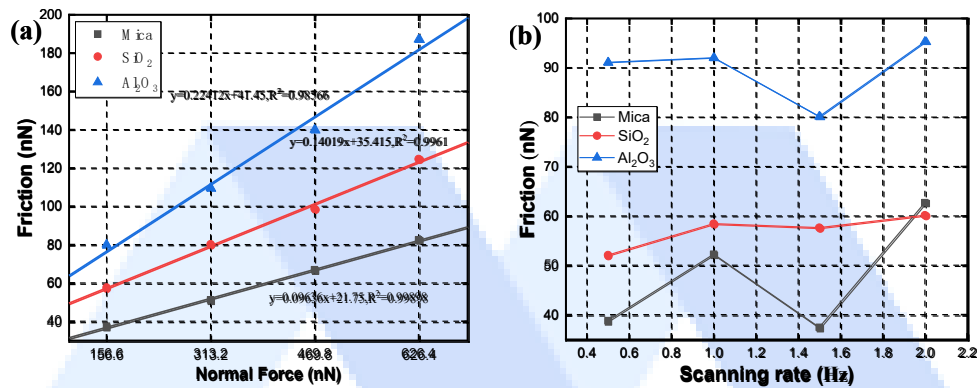 (a)
Mica
SiO₂
Al₂O₃
y=0.22412x+41.45,R²=0.98566
y=0.14019x+35.415,R²=0.9961
y=0.09636x+21.75,R²=0.99898
200
180
160
140
120
100
80
60
40
Friction (nN)
156.6 313.2 469.8 626.4
Normal Force (nN)
(b)
Mica
SiO₂
Al₂O₃
100
90
80
70
60
50
40
Friction (nN)
0.4 0.6 0.8 1.0 1.2 1.4 1.6 1.8 2.0 2.2
Scanning rate (Hz)